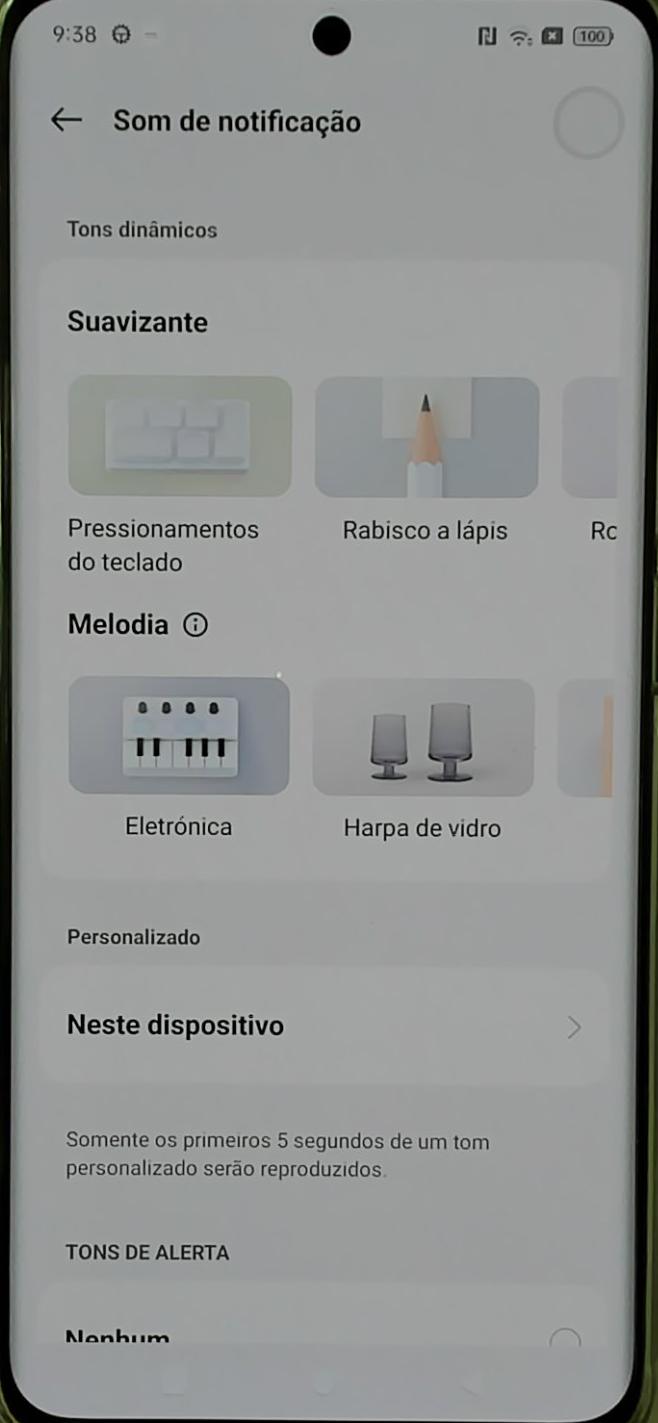 9:38
100
Som de notificação
Tons dinâmicos
Suavizante
Pressionamentos
do teclado
Rabisco a lápis
Melodia
Eletrónica
Harpa de vidro
Personalizado
Neste dispositivo
Somente os primeiros 5 segundos de um tom
personalizado serão reproduzidos.
TONS DE ALERTA
Nenhum